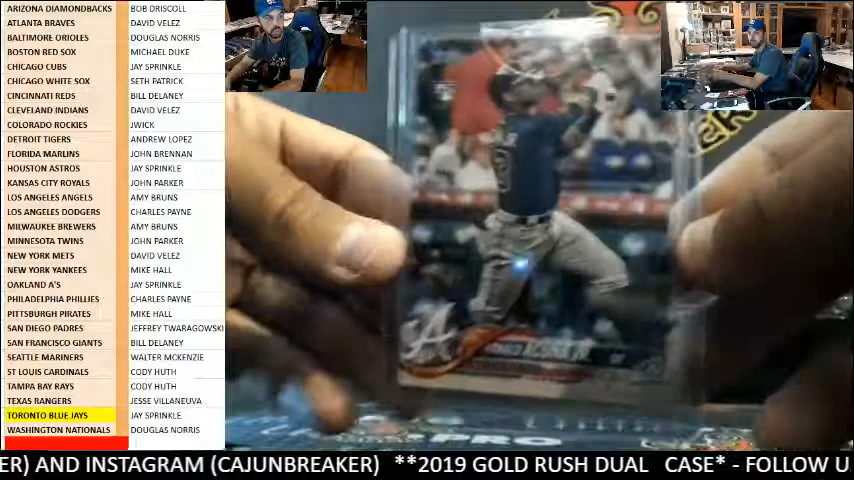 ARIZONA DIAMONDBACKS BOB DRISCOLL
ATLANTA BRAVES DAVID VELEZ
BALTIMORE ORIOLES DOUGLAS NORRIS
BOSTON RED SOX MICHAEL DUKE
CHICAGO CUBS JAY SPRINKLE
CHICAGO WHITE SOX SETH PATRICK
CINCINNATI REDS BILL DELANEY
CLEVELAND INDIANS DAVID VELEZ
COLORADO ROCKIES JWICK
DETROIT TIGERS ANDREW LOPEZ
FLORIDA MARLINS JOHN BRENNAN
HOUSTON ASTROS JAY SPRINKLE
KANSAS CITY ROYALS JOHN PARKER
LOS ANGELES ANGELS AMY BRUNS
LOS ANGELES DODGERS CHARLES PAYNE
MILWAUKEE BREWERS AMY BRUNS
MINNESOTA TWINS JOHN PARKER
NEW YORK METS DAVID VELEZ
NEW YORK YANKEES MIKE HALL
OAKLAND A'S JAY SPRINKLE
PHILADELPHIA PHILLIES CHARLES PAYNE
PITTSBURGH PIRATES MIKE HALL
SAN DIEGO PADRES JEFFREY TWARAGOWSKI
SAN FRANCISCO GIANTS BILL DELANEY
SEATTLE MARINERS WALTER MCKENZIE
ST LOUIS CARDINALS CODY HUTH
TAMPA BAY RAYS CODY HUTH
TEXAS RANGERS JESSE VILLANEUVA
TORONTO BLUE JAYS JAY SPRINKLE
WASHINGTON NATIONALS DOUGLAS NORRIS
A
ACUÑA JR
PRO
ER) AND INSTAGRAM (CAJUNBREAKER) **2019 GOLD RUSH DUAL CASE* - FOLLOW U